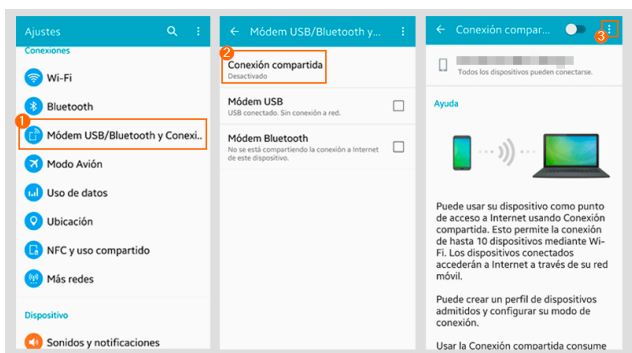 Ajustes
Conexiones
Wi-Fi
Bluetooth
1
Módem USB/Bluetooth y Conexi..
Modo Avión
Uso de datos
Ubicación
NFC y uso compartido
Más redes
Dispositivo
Sonidos y notificaciones
Módem USB/Bluetooth y...
2
Conexión compartida
Desactivado
Módem USB
USB conectado. Sin conexión a red.
Módem Bluetooth
No se está compartiendo la conexión a Internet
de este dispositivo.
Conexión compar...
3
Todos los dispositivos pueden conectarse.
Ayuda
Puede usar su dispositivo como punto
de acceso a Internet usando Conexión
compartida. Esto permite la conexión
de hasta 10 dispositivos mediante Wi-
Fi. Los dispositivos conectados
accederán a Internet a través de su red
móvil.
Puede crear un perfil de dispositivos
admitidos y configurar su modo de
conexión.
Usar la Conexión compartida consume